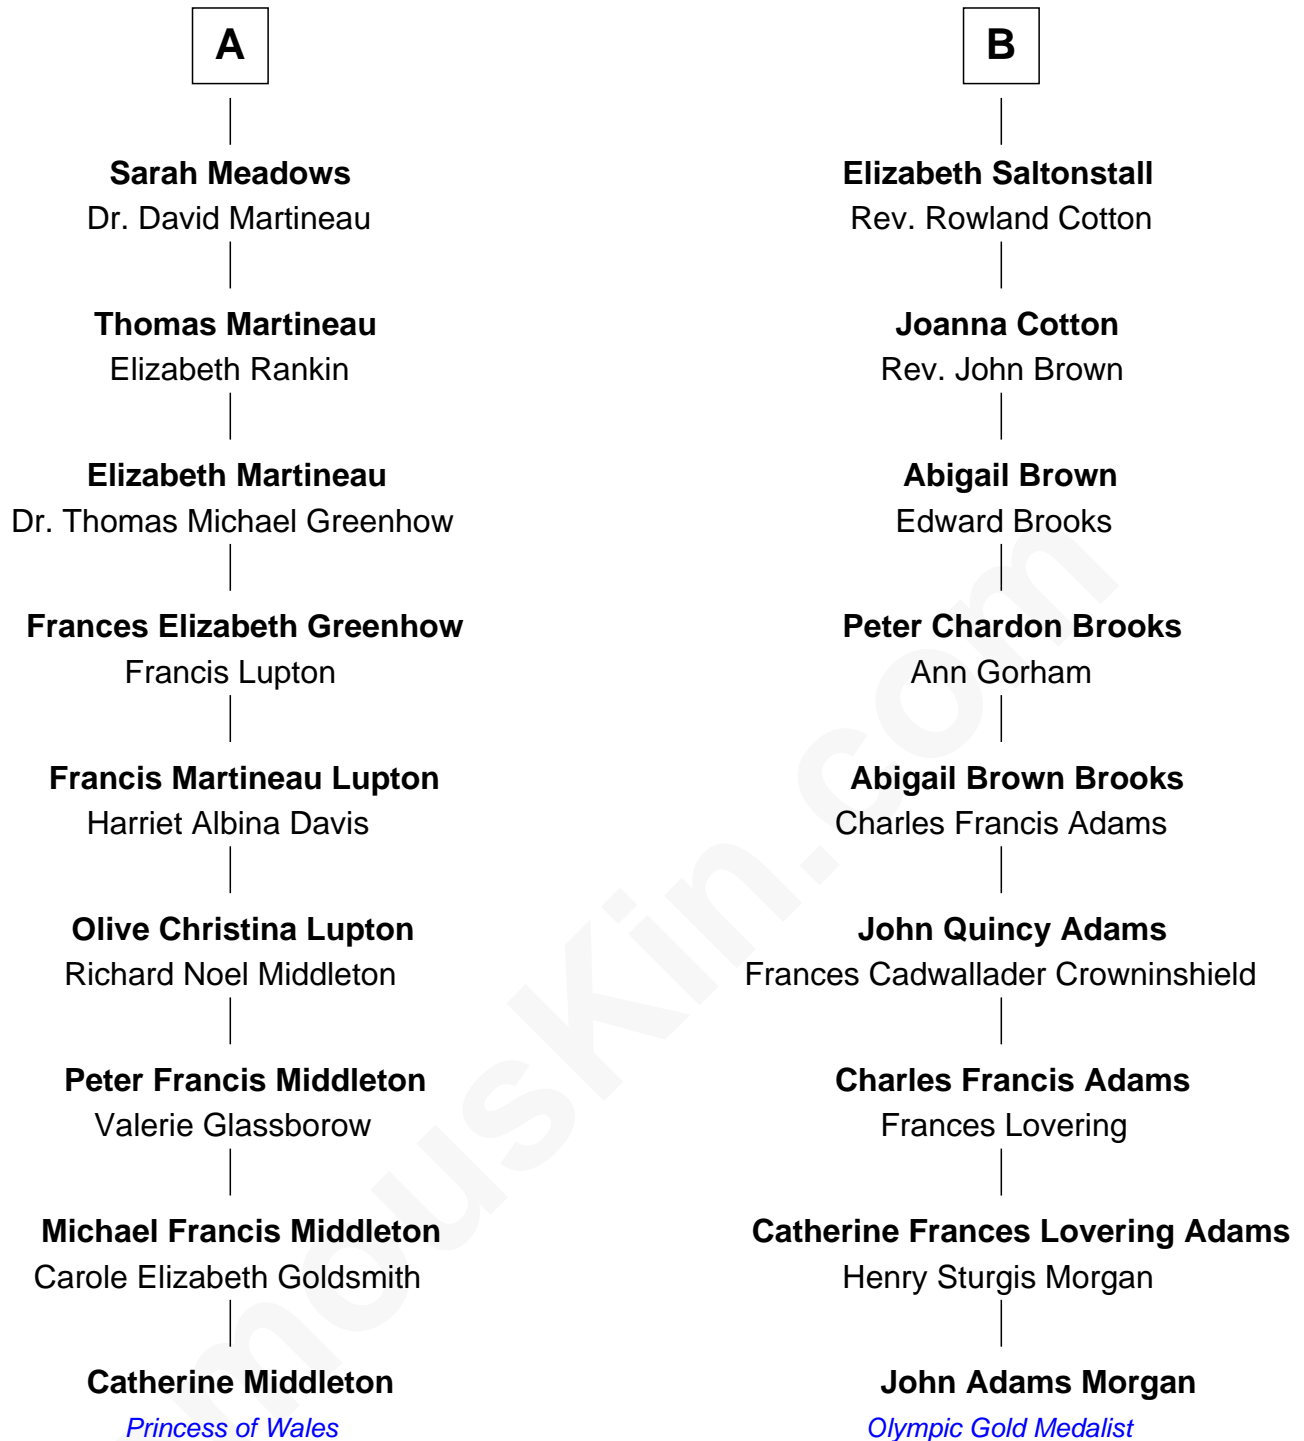 A
Sarah Meadows
Dr. David Martineau
Thomas Martineau
Elizabeth Rankin
Elizabeth Martineau
Dr. Thomas Michael Greenhow
Frances Elizabeth Greenhow
Francis Lupton
Francis Martineau Lupton
Harriet Albina Davis
Olive Christina Lupton
Richard Noel Middleton
Peter Francis Middleton
Valerie Glassborow
Michael Francis Middleton
Carole Elizabeth Goldsmith
Catherine Middleton
Princess of Wales
B
Elizabeth Saltonstall
Rev. Rowland Cotton
Joanna Cotton
Rev. John Brown
Abigail Brown
Edward Brooks
Peter Chardon Brooks
Ann Gorham
Abigail Brown Brooks
Charles Francis Adams
John Quincy Adams
Frances Cadwallader Crowninshield
Charles Francis Adams
Frances Lovering
Catherine Frances Lovering Adams
Henry Sturgis Morgan
John Adams Morgan
Olympic Gold Medalist
mousKin.com